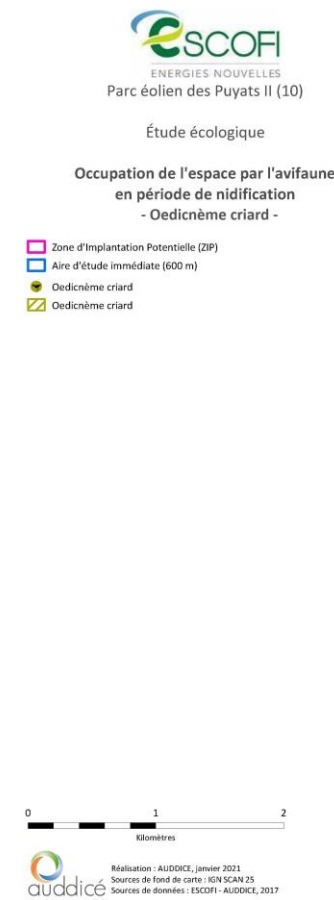 ESCOFI
ENERGIES NOUVELLES
Parc éolien des Puyats II (10)
Étude écologique
Occupation de l'espace par l'avifaune
en période de nidification
- Oedicnème criard -
Zone d'Implantation Potentielle (ZIP)
Aire d'étude immédiate (600 m)
Oedicnème criard
Oedicnème criard
0 1 2
Kilomètres
Réalisation : AUDDICE, janvier 2021
Sources de fond de carte : IGN SCAN 25
Sources de données : ESCOFI - AUDDICE, 2017
auddicé